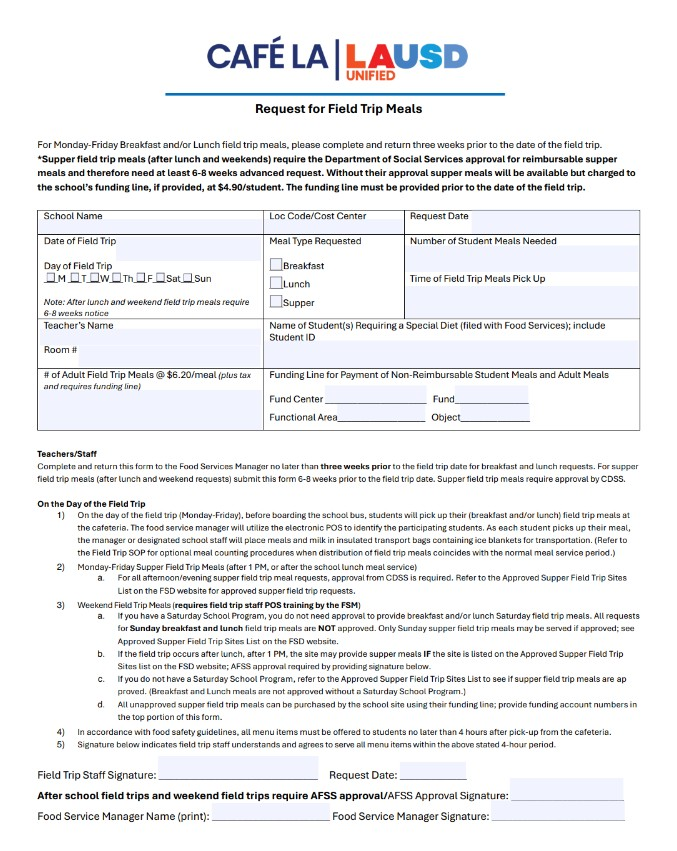 CAFÉ LA | LAUSD
UNIFIED
Request for Field Trip Meals
For Monday-Friday Breakfast and/or Lunch field trip meals, please complete and return three weeks prior to the date of the field trip.
*Supper field trip meals (after lunch and weekends) require the Department of Social Services approval for reimbursable supper
meals and therefore need at least 6-8 weeks advanced request. Without their approval supper meals will be available but charged to
the school's funding line, if provided, at $4.90/student. The funding line must be provided prior to the date of the field trip.
School Name
Loc Code/Cost Center
Request Date
Date of Field Trip
Meal Type Requested
Number of Student Meals Needed
Day of Field Trip
M T W Th F Sat Sun
Breakfast
Lunch
Supper
Time of Field Trip Meals Pick Up
Note: After lunch and weekend field trip meals require
6-8 weeks notice
Teacher's Name
Room #
Name of Student(s) Requiring a Special Diet (filed with Food Services); include
Student ID
# of Adult Field Trip Meals @ $6.20/meal (plus tax
and requires funding line)
Funding Line for Payment of Non-Reimbursable Student Meals and Adult Meals
Fund Center Fund
Functional Area Object
Teachers/Staff
Complete and return this form to the Food Services Manager no later than three weeks prior to the field trip date for breakfast and lunch requests. For supper
field trip meals (after lunch and weekend requests) submit this form 6-8 weeks prior to the field trip date. Supper field trip meals require approval by CDSS.
On the Day of the Field Trip
1) On the day of the field trip (Monday-Friday), before boarding the school bus, students will pick up their (breakfast and/or lunch) field trip meals at
the cafeteria. The food service manager will utilize the electronic POS to identify the participating students. As each student picks up their meal,
the manager or designated school staff will place meals and milk in insulated transport bags containing ice blankets for transportation. (Refer to
the Field Trip SOP for optional meal counting procedures when distribution of field trip meals coincides with the normal meal service period.)
2) Monday-Friday Supper Field Trip Meals (after 1 PM, or after the school lunch meal service)
a. For all afternoon/evening supper field trip meal requests, approval from CDSS is required. Refer to the Approved Supper Field Trip Sites
List on the FSD website for approved field trip requests.
3) Weekend Field Trip Meals (requires field trip staff POS training by the FSM)
a. If you have a Saturday School Program, you do not need approval to provide breakfast and/or lunch Saturday field trip meals. All requests
for Sunday breakfast and lunch field trip meals are NOT approved. Only Sunday supper field trip meals may be served if approved; see
Approved Supper Field Trip Sites List on the FSD website.
b. If the field trip occurs after lunch, after 1 PM, the site may provide supper meals IF the site is listed on the Approved Supper Field Trip
Sites list on the FSD website; AFSS approval required by providing signature below.
c. If you do not have a Saturday School Program, refer to the Approved Supper Field Trip Sites List to see if supper field trip meals are ap
proved. (Breakfast and Lunch meals are not approved without a Saturday School Program.)
d. All unapproved supper field trip meals can be purchased by the school site using their funding line; provide funding account numbers in
the top portion of this form.
4) In accordance with food safety guidelines, all menu items must be offered to students no later than 4 hours after pick-up from the cafeteria.
5) Signature below indicates field trip staff understands and agrees to serve all menu items within the above stated 4-hour period.
Field Trip Staff Signature: Request Date:
After school field trips and weekend field trips require AFSS approval/AFSS Approval Signature:
Food Service Manager Name (print): Food Service Manager Signature: